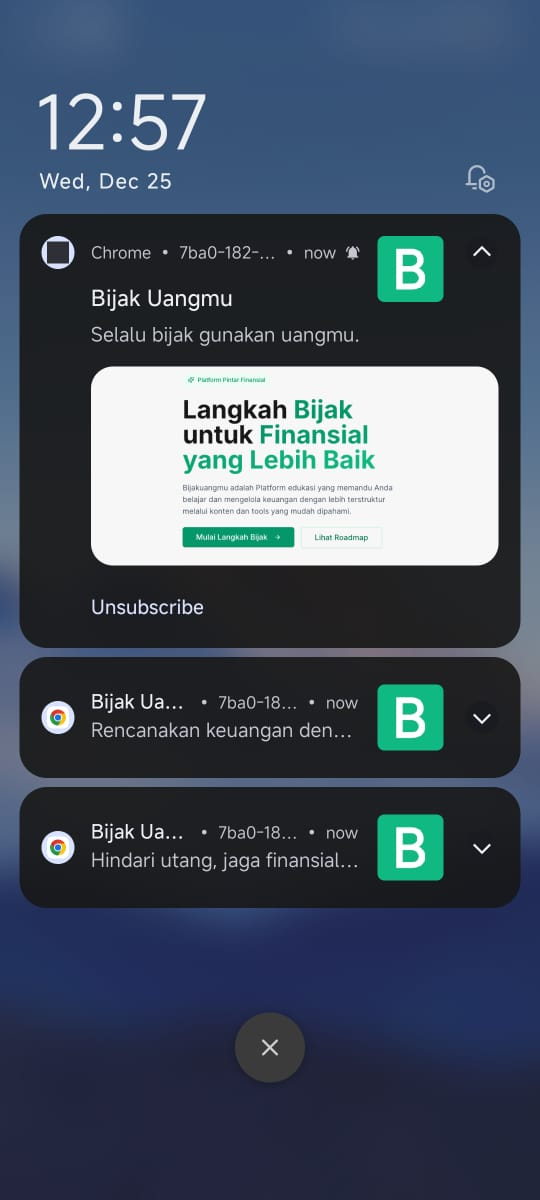 12:57
Wed, Dec 25
Chrome • 7ba0-182-... • now
B
Bijak Uangmu
Selalu bijak gunakan uangmu.
Platform Pintar Finansial
Langkah Bijak
untuk Finansial
yang Lebih Baik
Bijakuangmu adalah Platform edukasi yang memandu Anda
belajar dan mengelola keuangan dengan lebih terstruktur
melalui konten dan tools yang mudah dipahami.
Mulai Langkah Bijak →
Lihat Roadmap
Unsubscribe
Bijak Ua... • 7ba0-18... • now
B
Rencanakan keuangan den...
Bijak Ua... • 7ba0-18... • now
B
Hindari utang, jaga finansial...